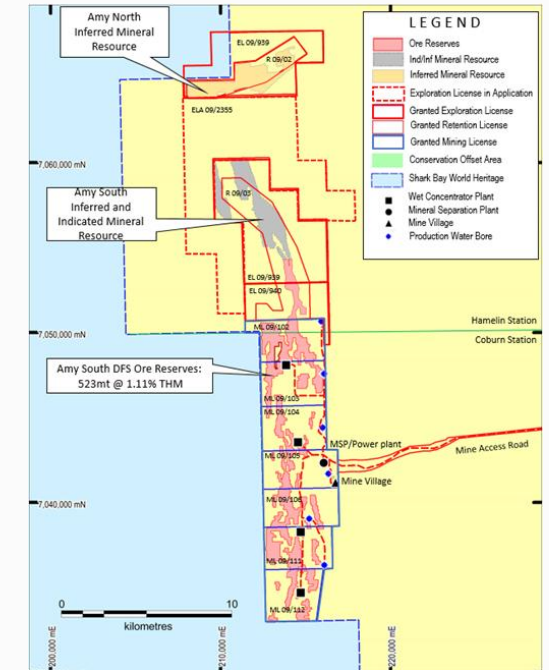 Amy North
Inferred Mineral
Resource
EL 09/939
R 09/02
ELA 09/2355
LEGEND
Ore Reserves
Ind/Inf Mineral Resource
Inferred Mineral Resource
Exploration License in Application
Granted Exploration License
Granted Retention License
Granted Mining License
Conservation Offset Area
Shark Bay World Heritage
Wet Concentrator Plant
Mineral Separation Plant
Mine Village
Production Water Bore
7,060,000 mN
Amy South
Inferred and
Indicated Mineral
Resource
R 09/03
EL 09/939
EL 09/940
ML 09/102
Hamelin Station
7,050,000 mN
Coburn Station
Amy South DFS Ore Reserves:
523mt @ 1.11% THM
ML 09/103
ML 09/104
MSP/Power plant
Mine Access Road
ML 09/105
Mine Village
ML 09/106
7,040,000 mN
ML 09/111
ML 09/112
0
10
kilometres
200,000 mE
210,000 mE
220,000 mE